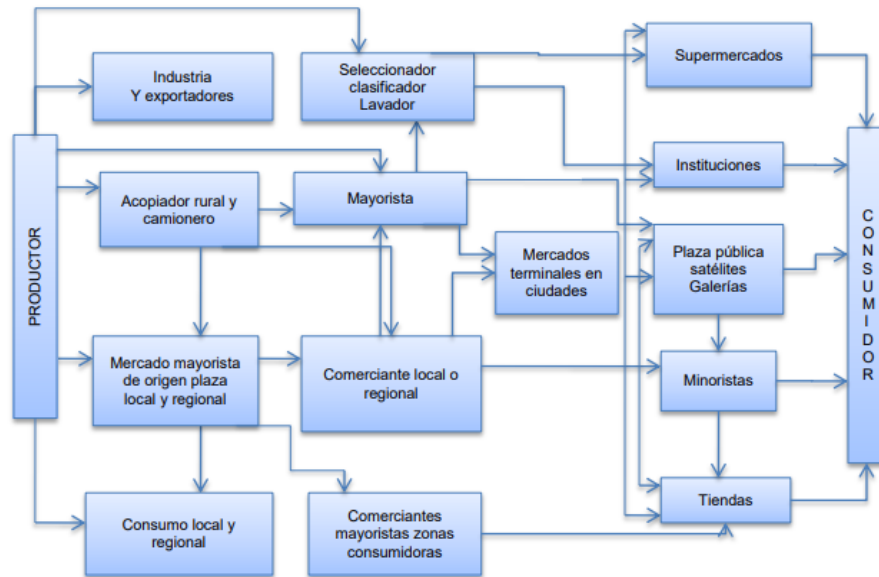 Industria
Y exportadores
Seleccionador
clasificador
Lavador
Supermercados
PRODUCTOR
Acopiador rural y
camionero
Mayorista
Instituciones
Mercados
terminales en
ciudades
Plaza pública
satélites
Galerías
CONSUMIDOR
Mercado mayorista
de origen plaza
local y regional
Comerciante local o
regional
Minoristas
Consumo local y
regional
Comerciantes
mayoristas zonas
consumidoras
Tiendas